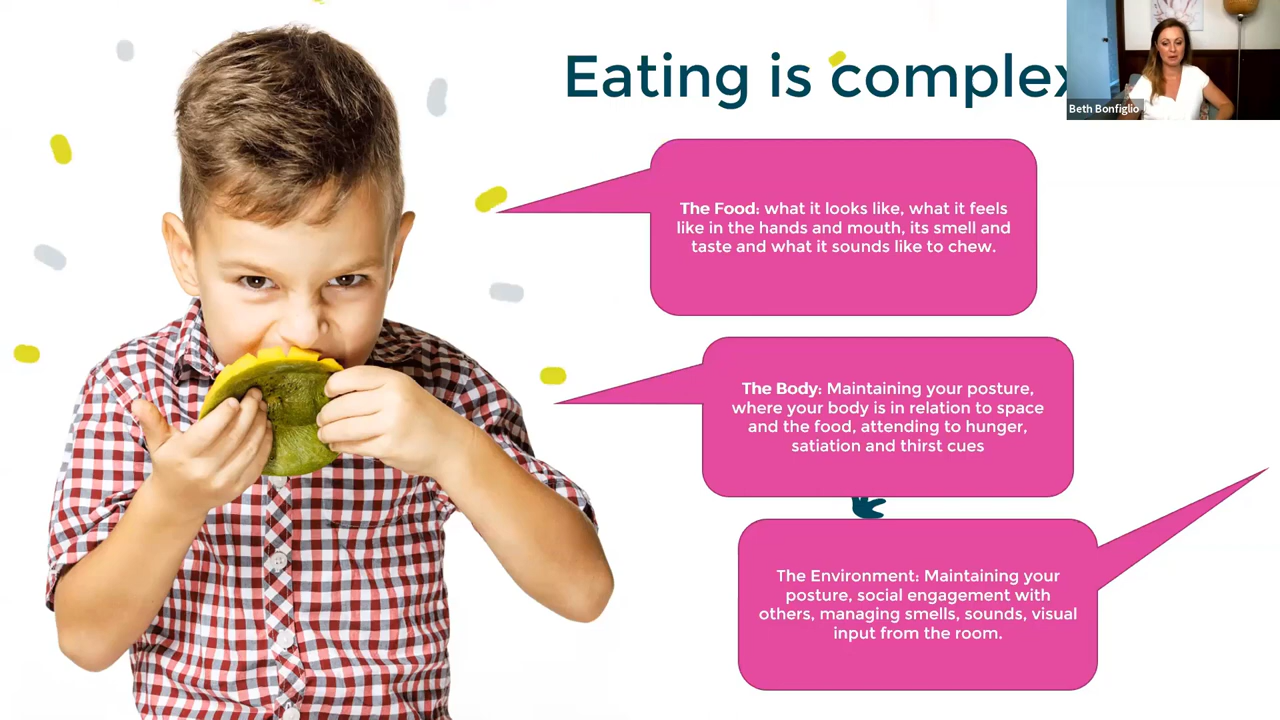 Eating is complex
Beth Bonfiglio
The Food: what it looks like, what it feels
like in the hands and mouth, its smell and
taste and what it sounds like to chew.
The Body: Maintaining your posture,
where your body is in relation to space
and the food, attending to hunger,
satiation and thirst cues
The Environment: Maintaining your
posture, social engagement with
others, managing smells, sounds, visual
input from the room.